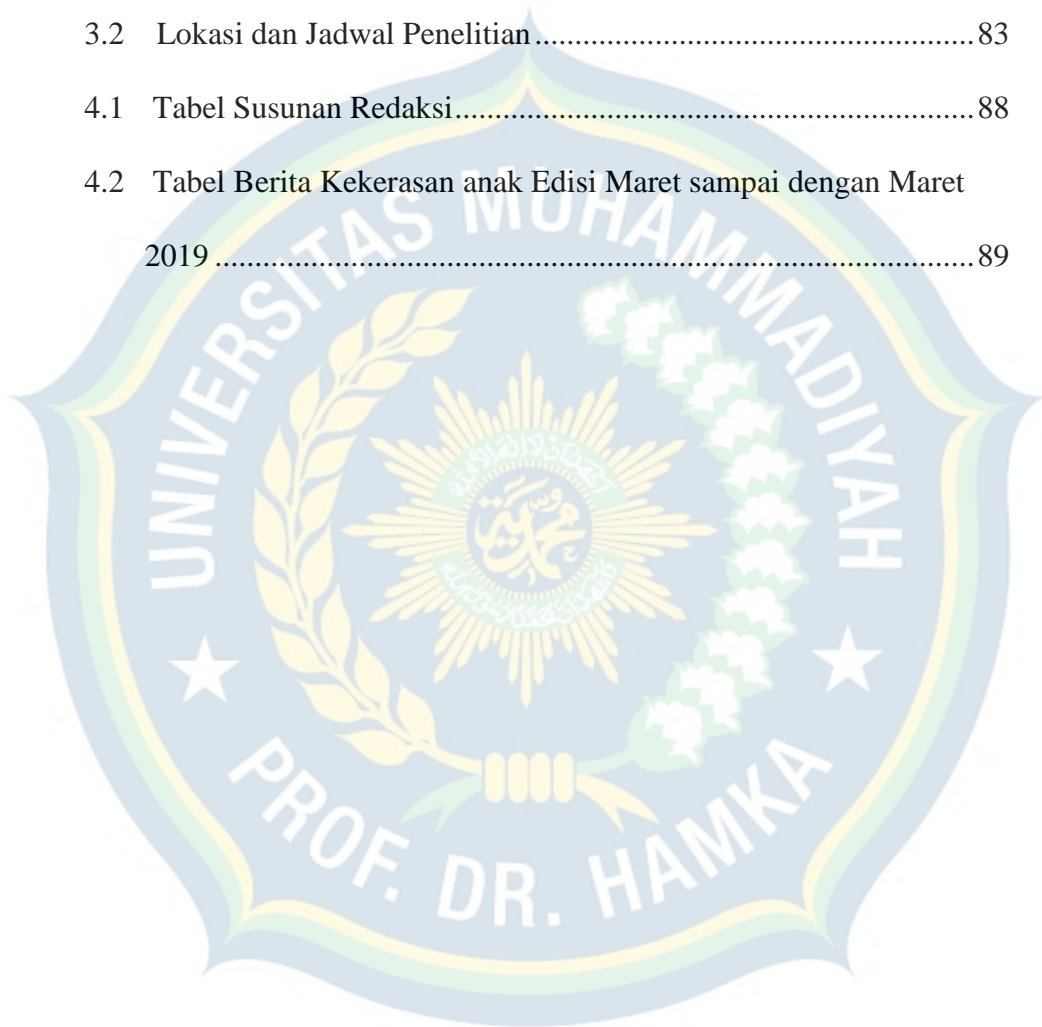 3.2 Lokasi dan Jadwal Penelitian ........................................................ 83
4.1 Tabel Susunan Redaksi ................................................................. 88
4.2 Tabel Berita Kekerasan anak Edisi Maret sampai dengan Maret
2019 ............................................................................................... 89
UNIVERSITAS MUHAMMADIYAH
PROF. DR. HAMKA